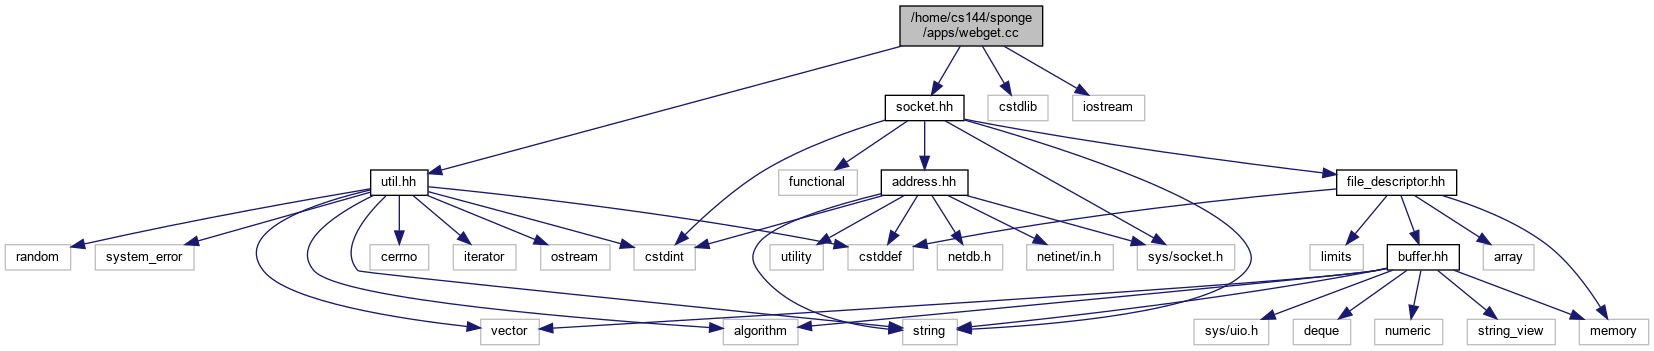 /home/cs144/sponge
/apps/webget.cc
socket.hh
cstdlib
iostream
util.hh
functional
address.hh
file_descriptor.hh
random
system_error
cerrno
iterator
ostream
cstdint
utility
cstddef
netdb.h
netinet/in.h
sys/socket.h
limits
buffer.hh
array
vector
algorithm
string
sys/uio.h
deque
numeric
string_view
memory